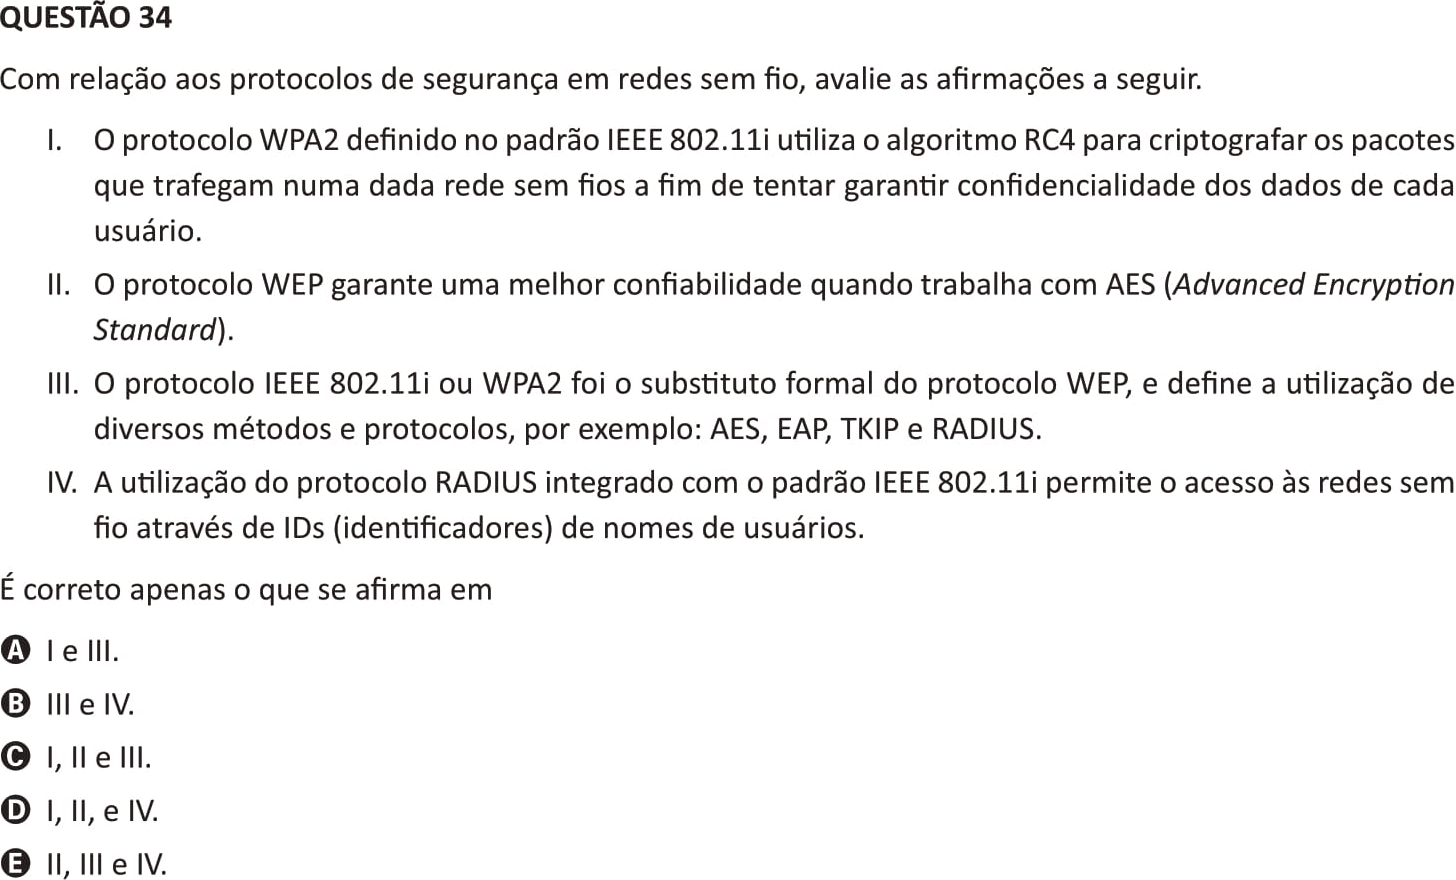 QUESTÃO 34
Com relação aos protocolos de segurança em redes sem fio, avalie as afirmações a seguir.
I. O protocolo WPA2 definido no padrão IEEE 802.11i utiliza o algoritmo RC4 para criptografar os pacotes
que trafegam numa dada rede sem fios a fim de tentar garantir confidencialidade dos dados de cada
usuário.
II. O protocolo WEP garante uma melhor confiabilidade quando trabalha com AES (Advanced Encryption
Standard).
III. O protocolo IEEE 802.11i ou WPA2 foi o substituto formal do protocolo WEP, e define a utilização de
diversos métodos e protocolos, por exemplo: AES, EAP, TKIP e RADIUS.
IV. A utilização do protocolo RADIUS integrado com o padrão IEEE 802.11i permite o acesso às redes sem
fio através de IDs (identificadores) de nomes de usuários.
É correto apenas o que se afirma em
A I e III.
B III e IV.
C I, II e III.
D I, II, e IV.
E II, III e IV.